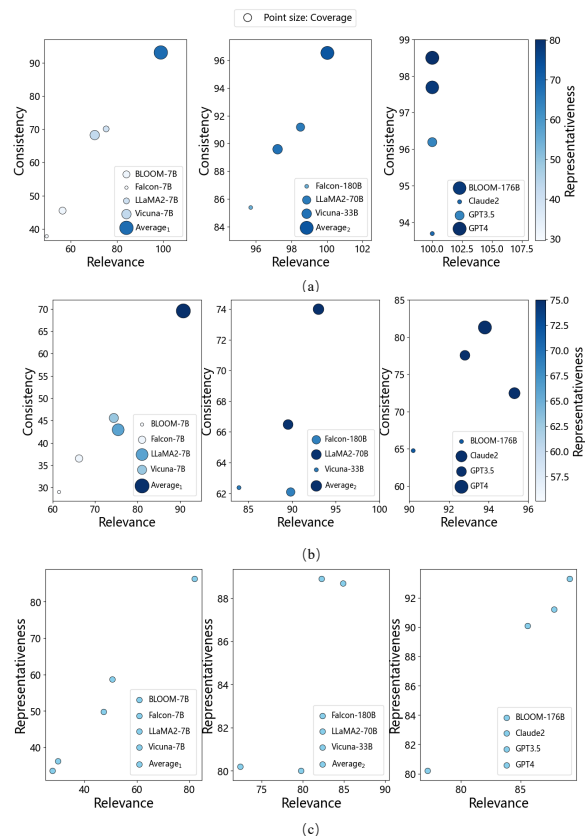 Point size: Coverage
Consistency
90
80
70
60
50
40
60
80
100
Relevance
BLOOM-7B
Falcon-7B
LLaMA2-7B
Vicuna-7B
Average1
96
94
92
90
88
86
84
96
98
100
102
Relevance
Falcon-180B
LLaMA2-70B
Vicuna-33B
Average2
Consistency
99
98
97
96
95
94
100.0
102.5
105.0
107.5
Relevance
BLOOM-176B
Claude2
GPT3.5
GPT4
80
70
60
50
40
30
Representativeness
(a)
Consistency
70
65
60
55
50
45
40
35
30
60
70
80
90
Relevance
BLOOM-7B
Falcon-7B
LLaMA2-7B
Vicuna-7B
Average1
Consistency
74
72
70
68
66
64
62
85
90
95
100
Relevance
Falcon-180B
LLaMA2-70B
Vicuna-33B
Average2
Consistency
85
80
75
70
65
60
90
92
94
96
Relevance
BLOOM-176B
Claude2
GPT3.5
GPT4
75.0
72.5
70.0
67.5
65.0
62.5
60.0
57.5
Representativeness
(b)
Representativeness
80
70
60
50
40
40
60
80
Relevance
BLOOM-7B
Falcon-7B
LLaMA2-7B
Vicuna-7B
Average1
Representativeness
88
86
84
82
80
75
80
85
90
Relevance
Falcon-180B
LLaMA2-70B
Vicuna-33B
Average2
Representativeness
92
90
88
86
84
82
80
80
85
Relevance
BLOOM-176B
Claude2
GPT3.5
GPT4
(c)